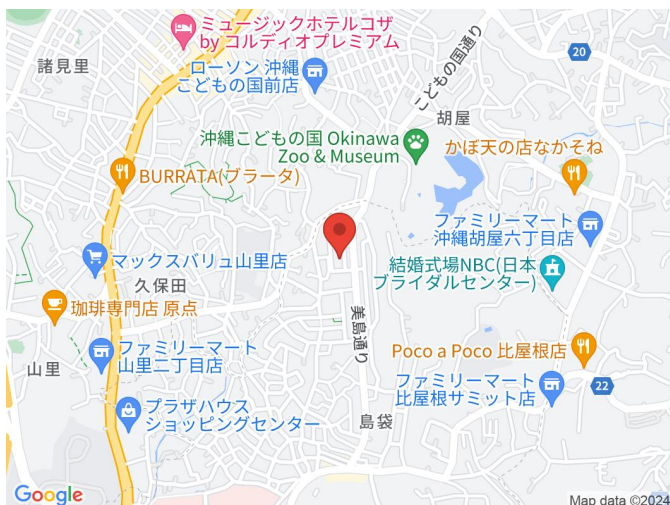 ミュージックホテルコザ
by コルディオプレミアム
諸見里
ローソン 沖縄
こどもの国前店
こどもの国通り
20
胡屋
沖縄こどもの国 Okinawa
Zoo & Museum
かぼ天の店なかそね
BURRATA(ブラータ)
ファミリーマート
沖縄胡屋六丁目店
マックスバリュ山里店
結婚式場NBC(日本
ブライダルセンター)
久保田
珈琲専門店 原点
美島通り
ファミリーマート
山里二丁目店
Poco a Poco 比屋根店
山里
ファミリーマート
比屋根サミット店
22
プラザハウス
ショッピングセンター
島袋
Google
Map data ©2024